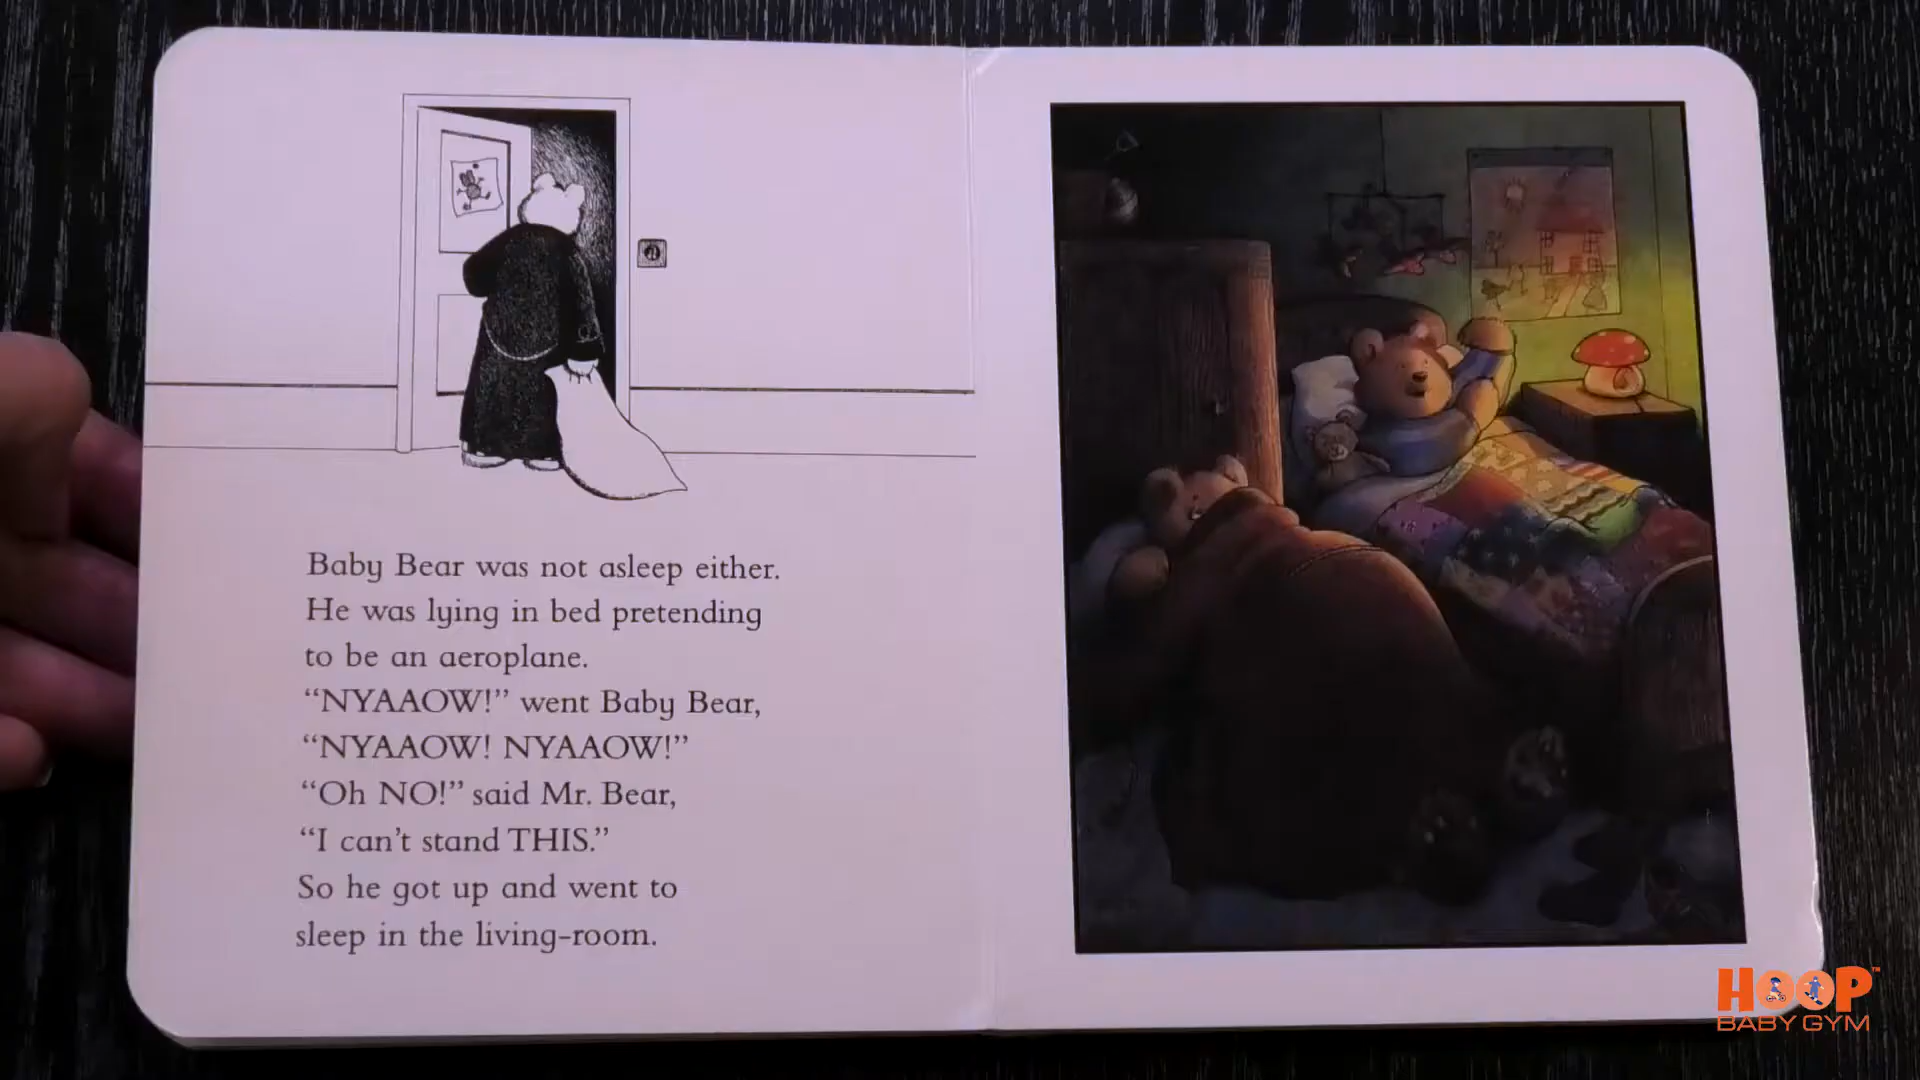 Baby Bear was not asleep either.
He was lying in bed pretending
to be an aeroplane.
“NYAAOW!” went Baby Bear,
“NYAAOW! NYAAOW!”
“Oh NO!” said Mr. Bear,
“I can't stand THIS.”
So he got up and went to
sleep in the living-room.
HOOP™
BABY GYM